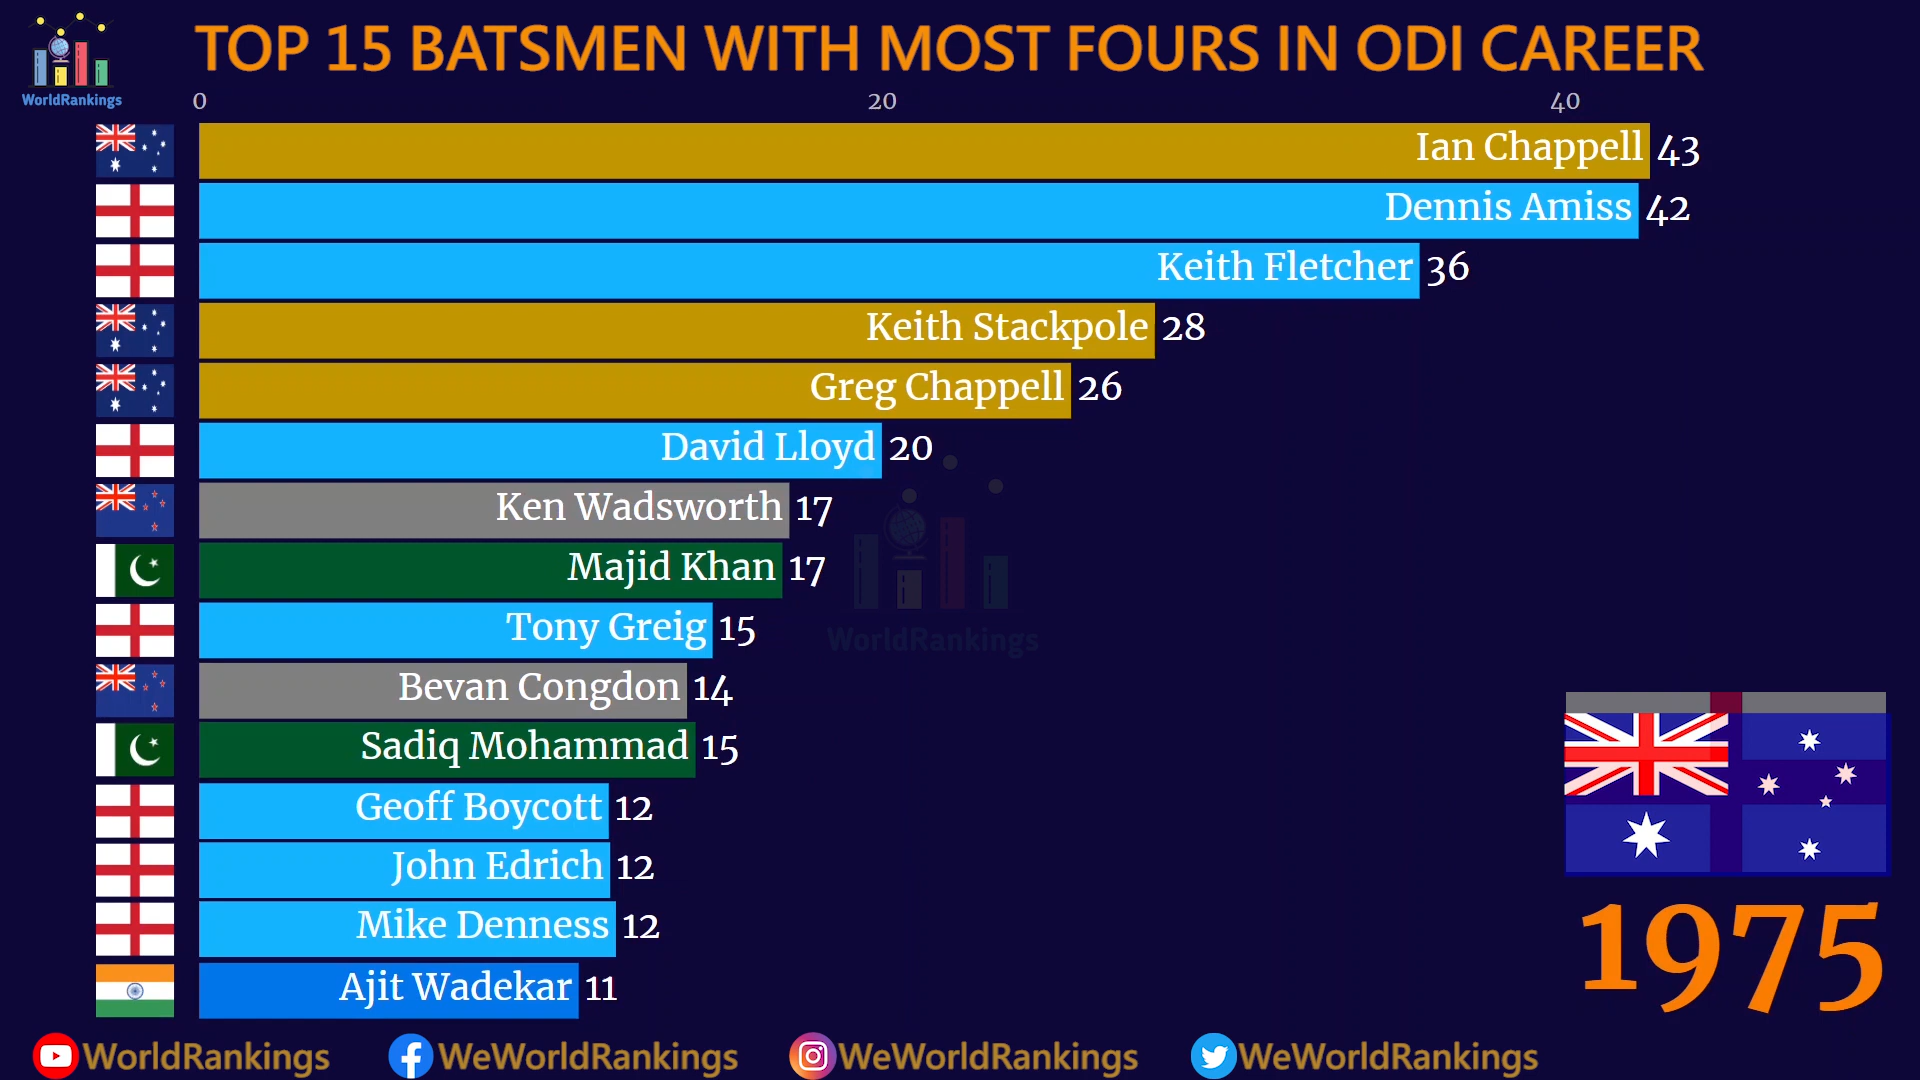 TOP 15 BATSMEN WITH MOST FOURS IN ODI CAREER
WorldRankings
0 20 40
Ian Chappell 43
Dennis Amiss 42
Keith Fletcher 36
Keith Stackpole 28
Greg Chappell 26
David Lloyd 20
Ken Wadsworth 17
Majid Khan 17
Tony Greig 15
WorldRankings
Bevan Congdon 14
Sadiq Mohammad 15
Geoff Boycott 12
John Edrich 12
Mike Denness 12
Ajit Wadekar 11
1975
WorldRankings WeWorldRankings WeWorldRankings WeWorldRankings